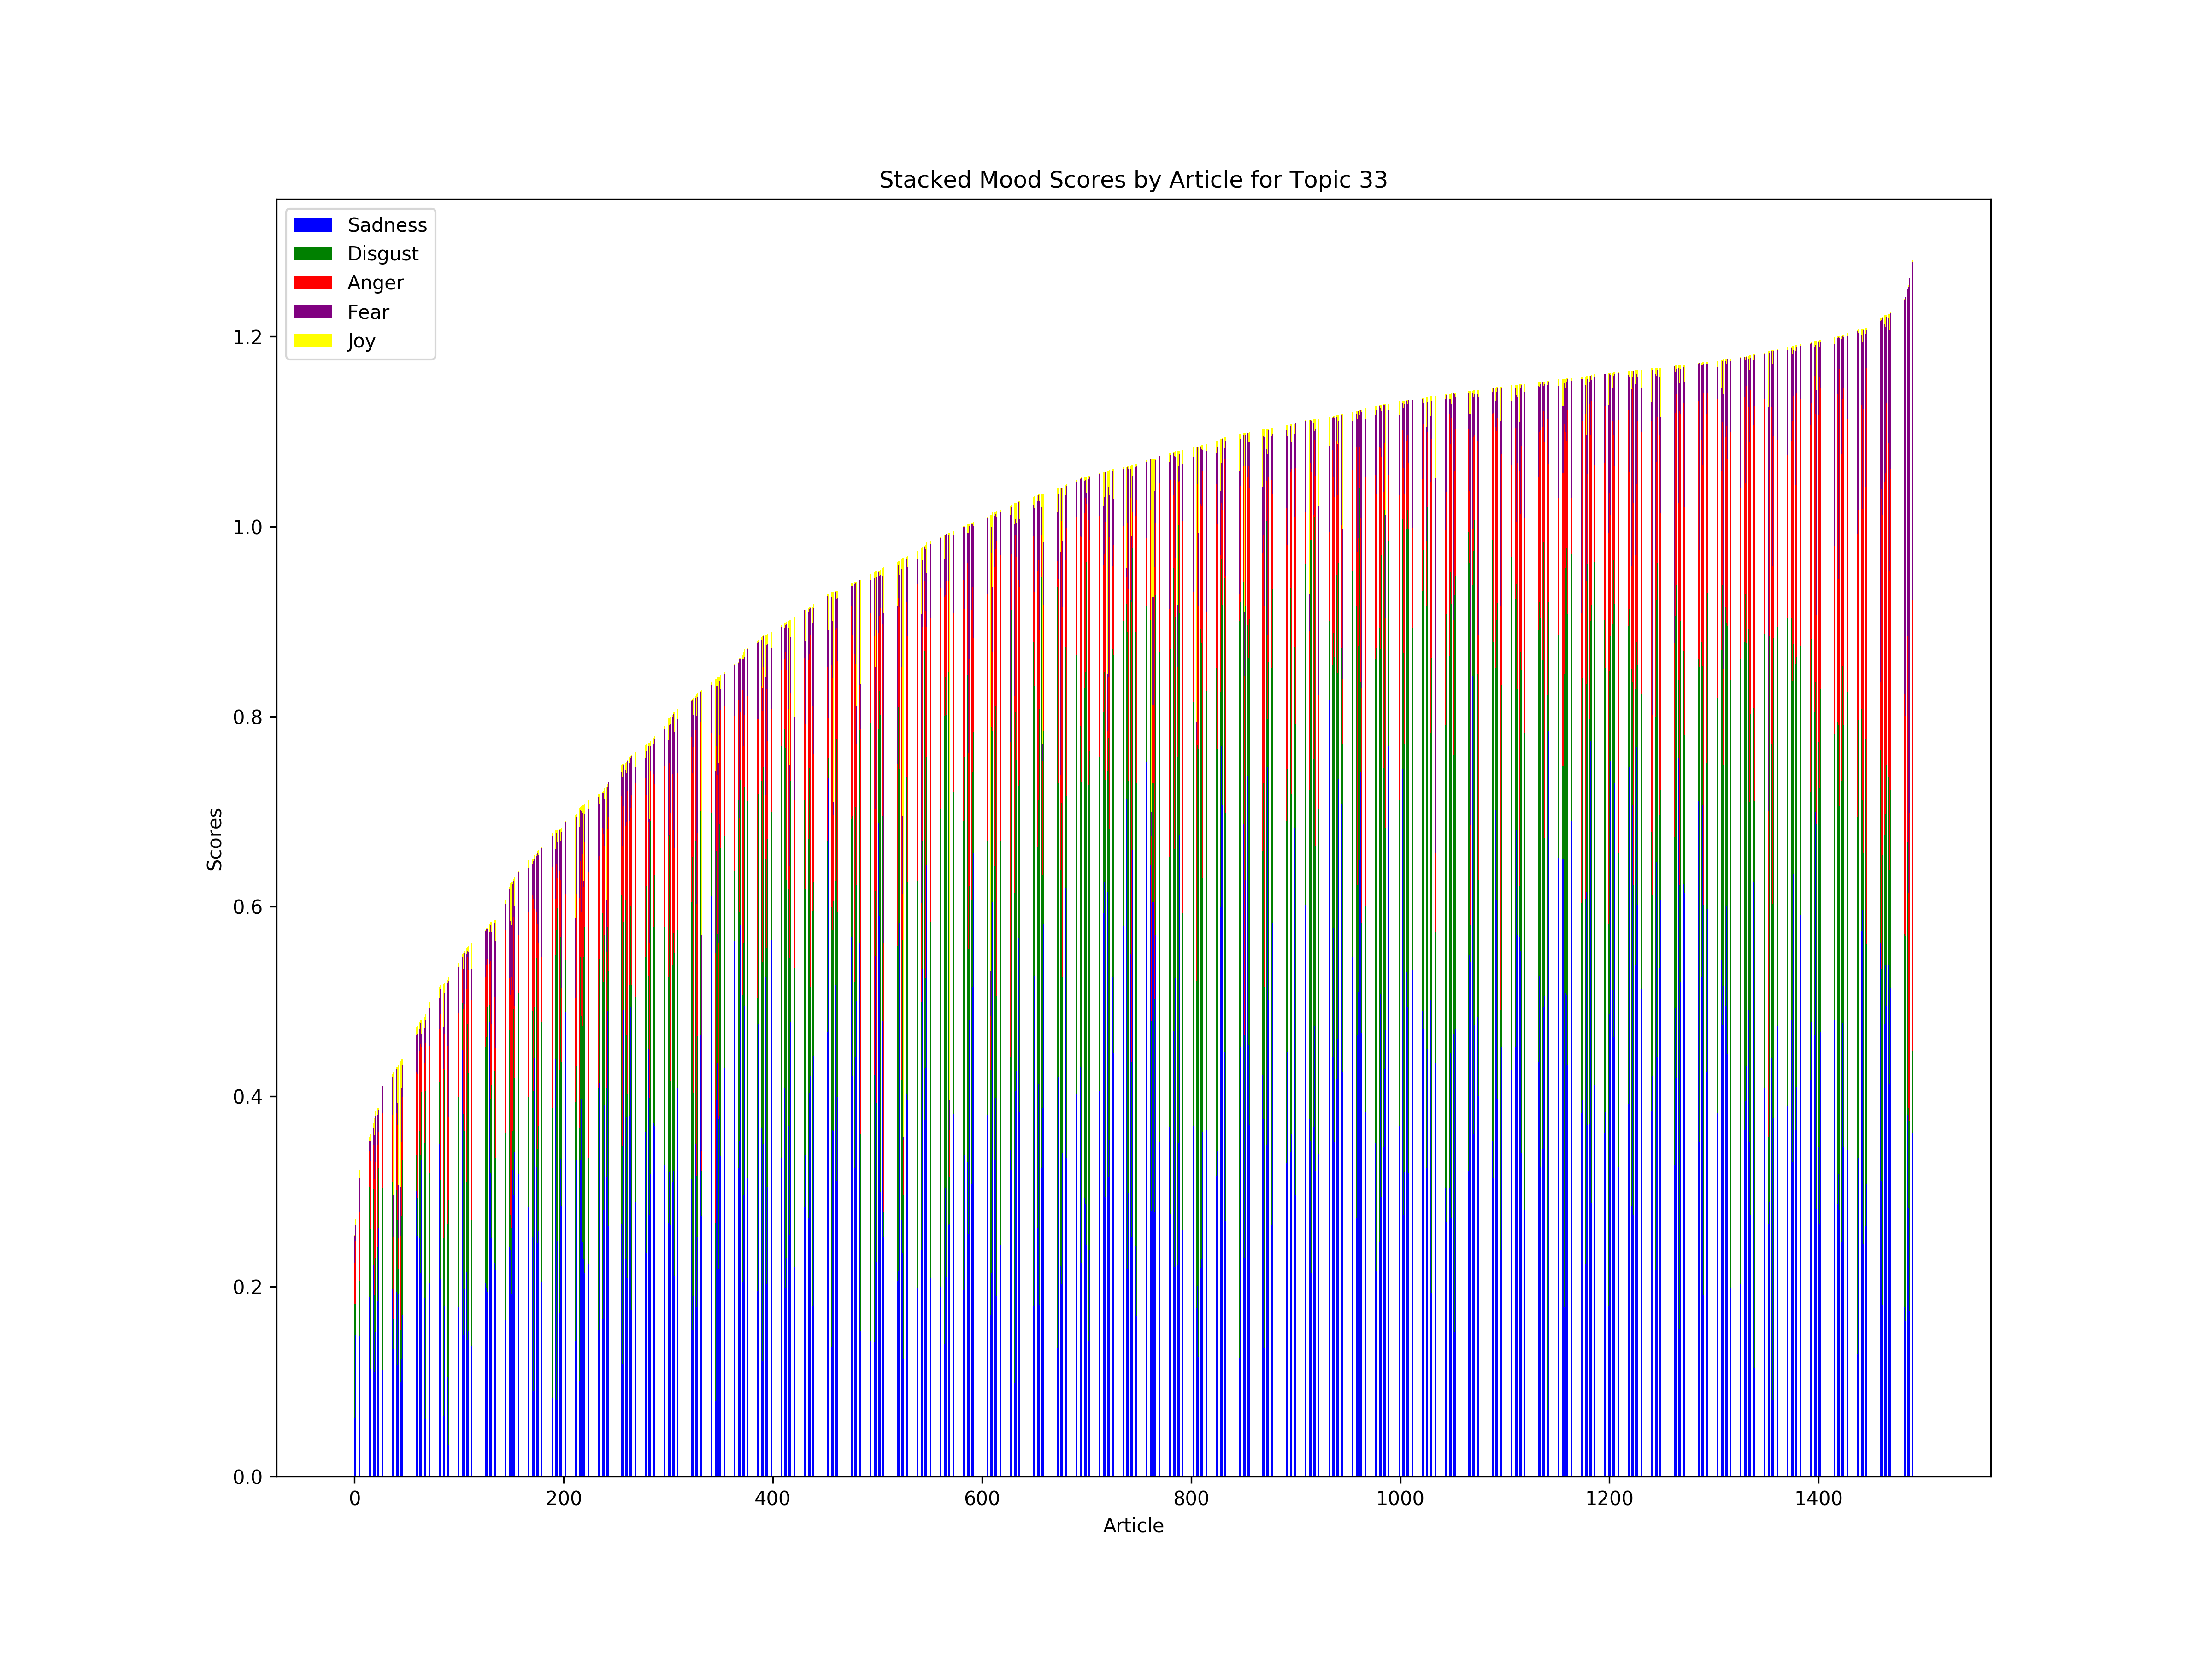 Stacked Mood Scores by Article for Topic 33
Sadness
Disgust
Anger
Fear
Joy
1.2
1.0
0.8
0.6
0.4
0.2
0.0
Scores
0 200 400 600 800 1000 1200 1400
Article